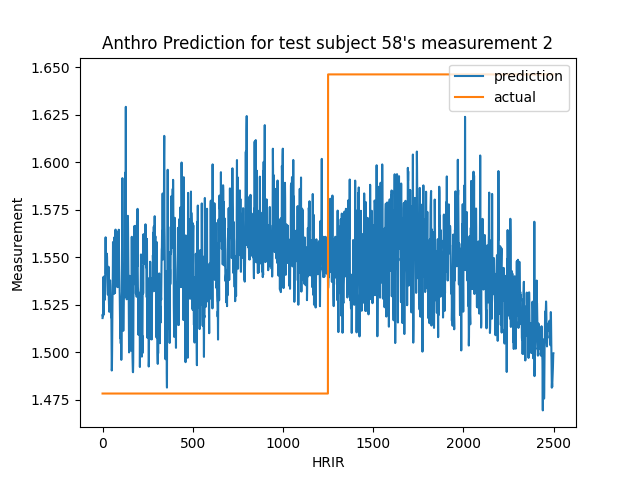 Anthro Prediction for test subject 58's measurement 2
prediction
actual
Measurement
1.650
1.625
1.600
1.575
1.550
1.525
1.500
1.475
0
500
1000
1500
2000
2500
HRIR